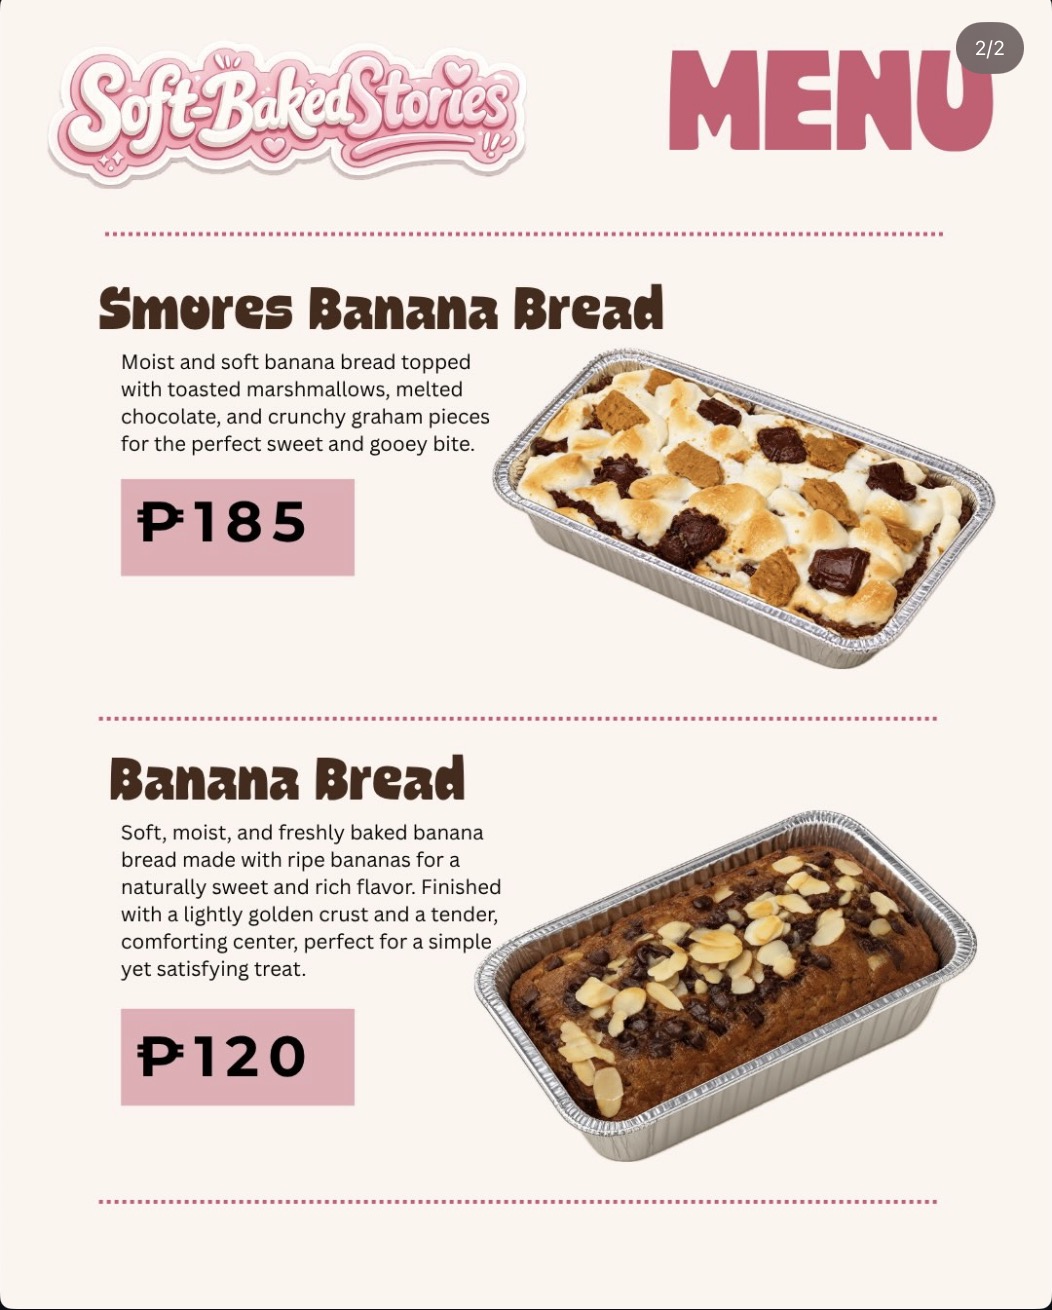 Soft-Baked Stories
MENU
2/2
Smores Banana Bread
Moist and soft banana bread topped
with toasted marshmallows, melted
chocolate, and crunchy graham pieces
for the perfect sweet and gooey bite.
₱185
Banana Bread
Soft, moist, and freshly baked banana
bread made with ripe bananas for a
naturally sweet and rich flavor. Finished
with a lightly golden crust and a tender,
comforting center, perfect for a simple
yet satisfying treat.
₱120